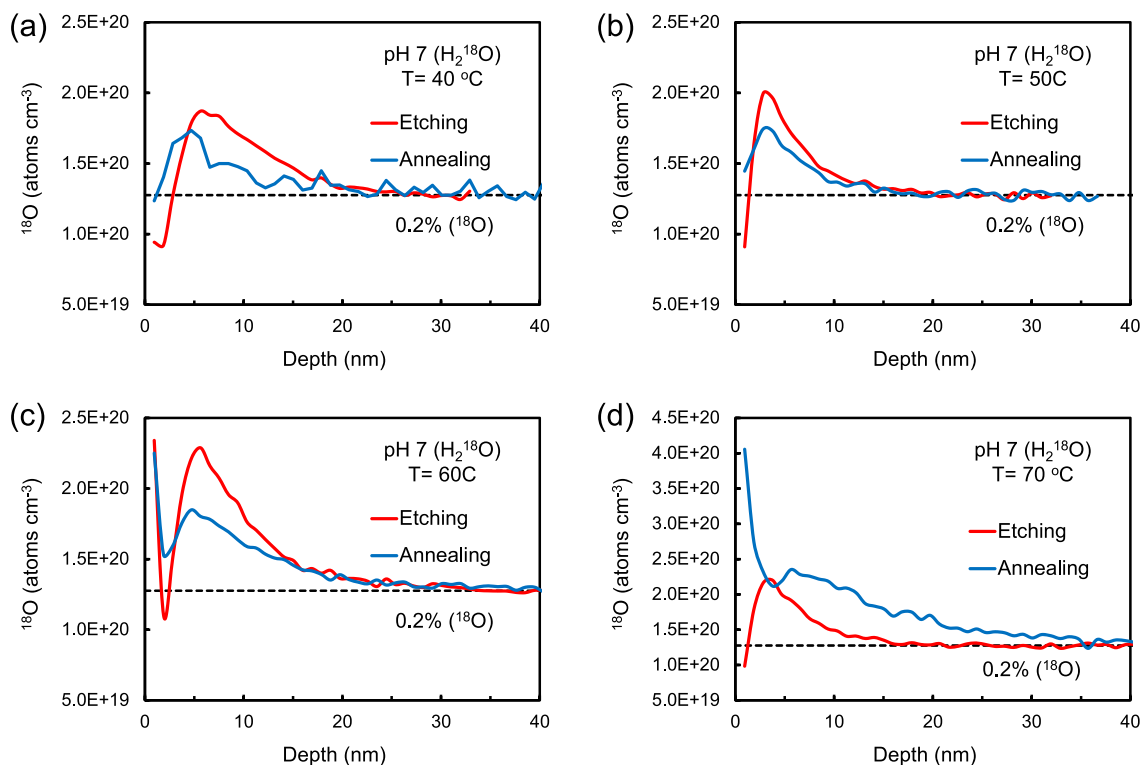 (a)
2.5E+20
2.0E+20
1.5E+20
1.0E+20
5.0E+19
¹⁸O (atoms cm⁻³)
pH 7 (H₂¹⁸O)
T= 40 °C
Etching
Annealing
0.2% (¹⁸O)
0 10 20 30 40
Depth (nm)
(b)
2.5E+20
2.0E+20
1.5E+20
1.0E+20
5.0E+19
¹⁸O (atoms cm⁻³)
pH 7 (H₂¹⁸O)
T= 50C
Etching
Annealing
0.2% (¹⁸O)
0 10 20 30 40
Depth (nm)
(c)
2.5E+20
2.0E+20
1.5E+20
1.0E+20
5.0E+19
¹⁸O (atoms cm⁻³)
pH 7 (H₂¹⁸O)
T= 60C
Etching
Annealing
0.2% (¹⁸O)
0 10 20 30 40
Depth (nm)
(d)
4.5E+20
4.0E+20
3.5E+20
3.0E+20
2.5E+20
2.0E+20
1.5E+20
1.0E+20
5.0E+19
¹⁸O (atoms cm⁻³)
pH 7 (H₂¹⁸O)
T= 70 °C
Etching
Annealing
0.2% (¹⁸O)
0 10 20 30 40
Depth (nm)